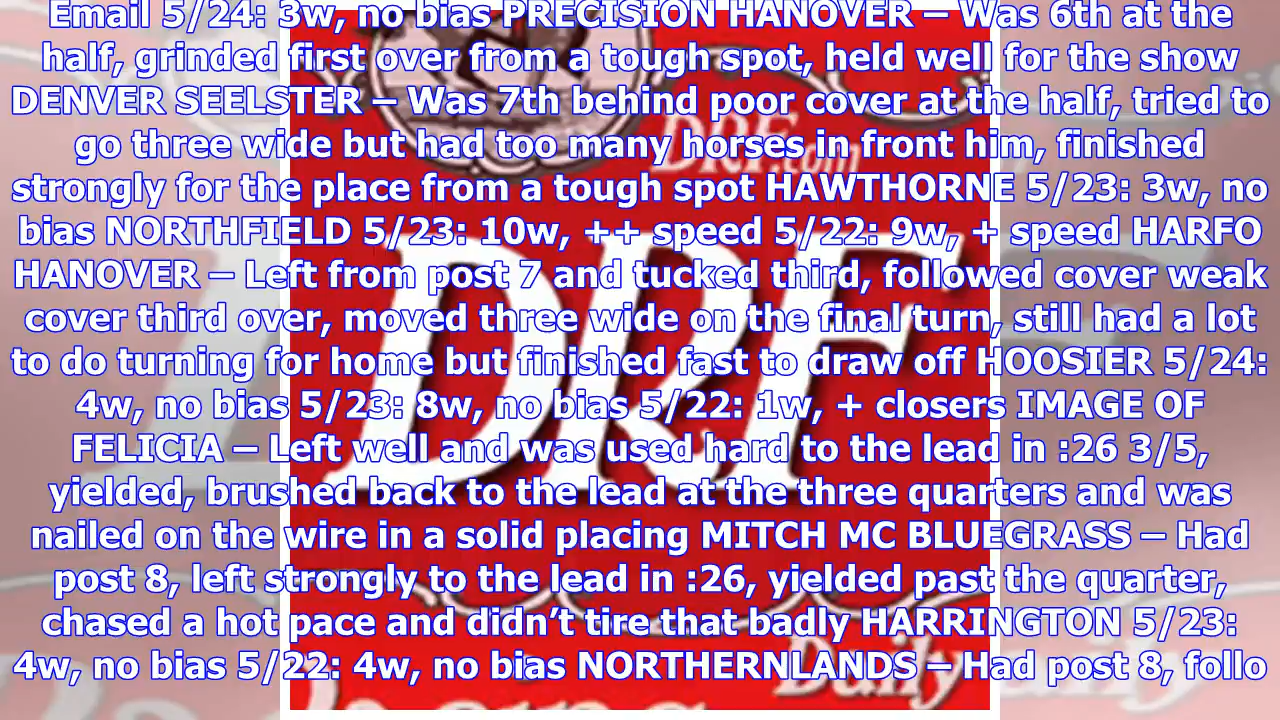 Email 5/24: 3w, no bias PRECISION HANOVER – Was 6th at the
half, grinded first over from a tough spot, held well for the show
DENVER SEELSTER – Was 7th behind poor cover at the half, tried to
go three wide but had too many horses in front him, finished
strongly for the place from a tough spot HAWTHORNE 5/23: 3w, no
bias NORTHFIELD 5/23: 10w, ++ speed 5/22: 9w, + speed HARFO
HANOVER – Left from post 7 and tucked third, followed cover weak
cover third over, moved three wide on the final turn, still had a lot
to do turning for home but finished fast to draw off HOOSIER 5/24:
4w, no bias 5/23: 8w, no bias 5/22: 1w, + closers IMAGE OF
FELICIA – Left well and was used hard to the lead in :26 3/5,
yielded, brushed back to the lead at the three quarters and was
nailed on the wire in a solid placing MITCH MC BLUEGRASS – Had
post 8, left strongly to the lead in :26, yielded past the quarter,
chased a hot pace and didn’t tire that badly HARRINGTON 5/23:
4w, no bias 5/22: 4w, no bias NORTHERNLANDS – Had post 8, follo
DRF.com
DRF
Daily